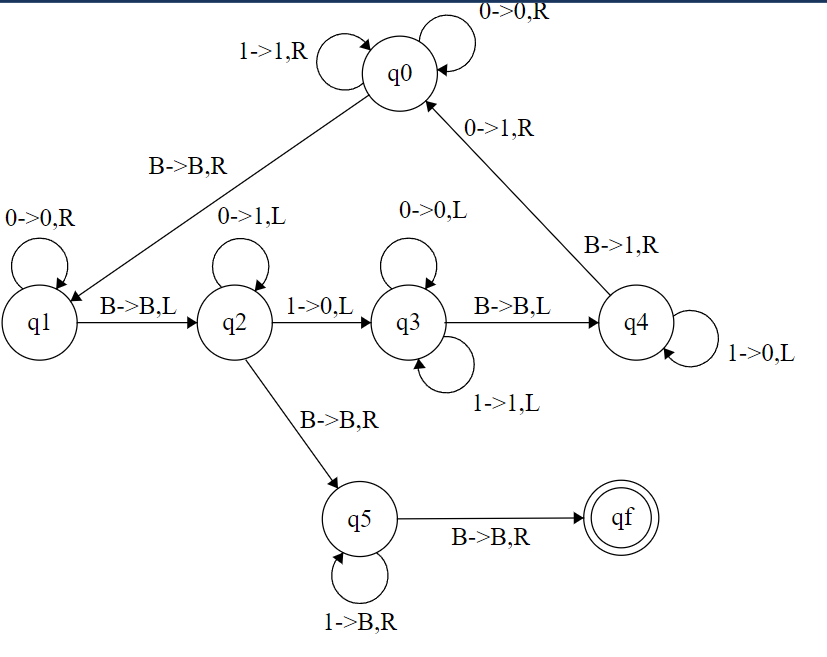 0->0,R
1->1,R
q0
0->1,R
B->B,R
0->0,R
0->1,L
0->0,L
B->1,R
q1
B->B,L
q2
1->0,L
q3
B->B,L
q4
1->0,L
1->1,L
B->B,R
q5
B->B,R
qf
1->B,R